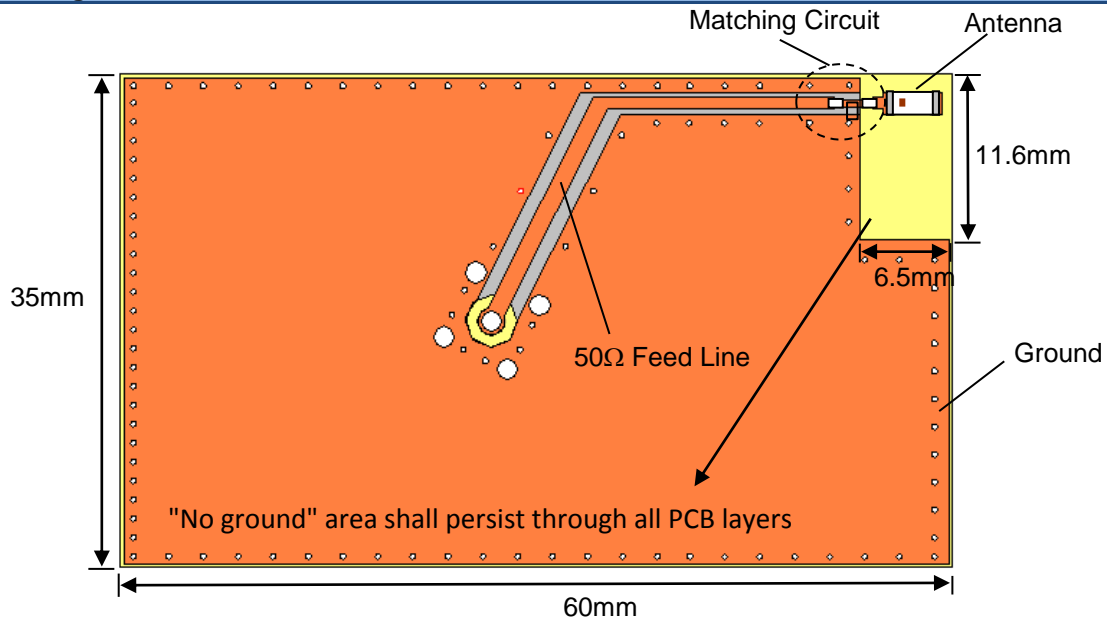 Matching Circuit
Antenna
11.6mm
6.5mm
35mm
50Ω Feed Line
Ground
"No ground" area shall persist through all PCB layers
60mm